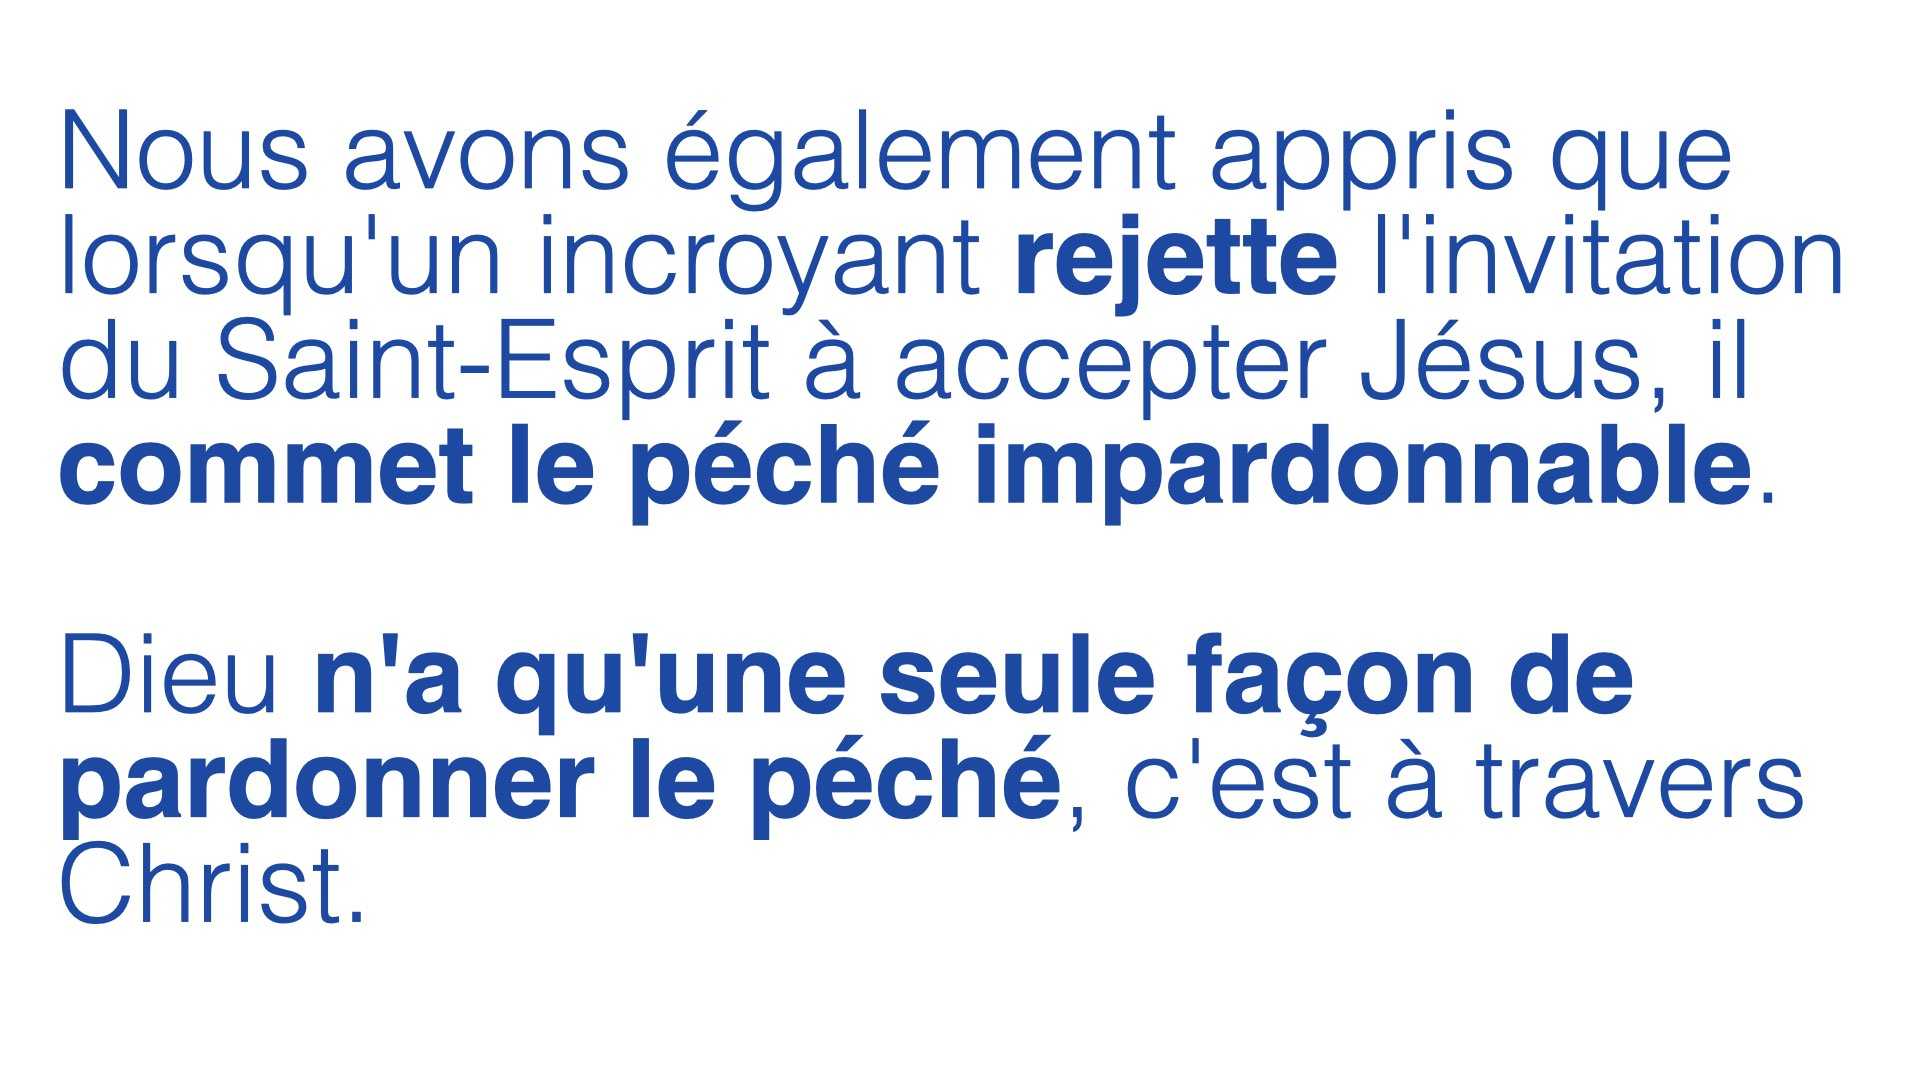 Nous avons également appris que
lorsqu'un incroyant rejette l'invitation
du Saint-Esprit à accepter Jésus, il
commet le péché impardonnable.
Dieu n'a qu'une seule façon de
pardonner le péché, c'est à travers
Christ.